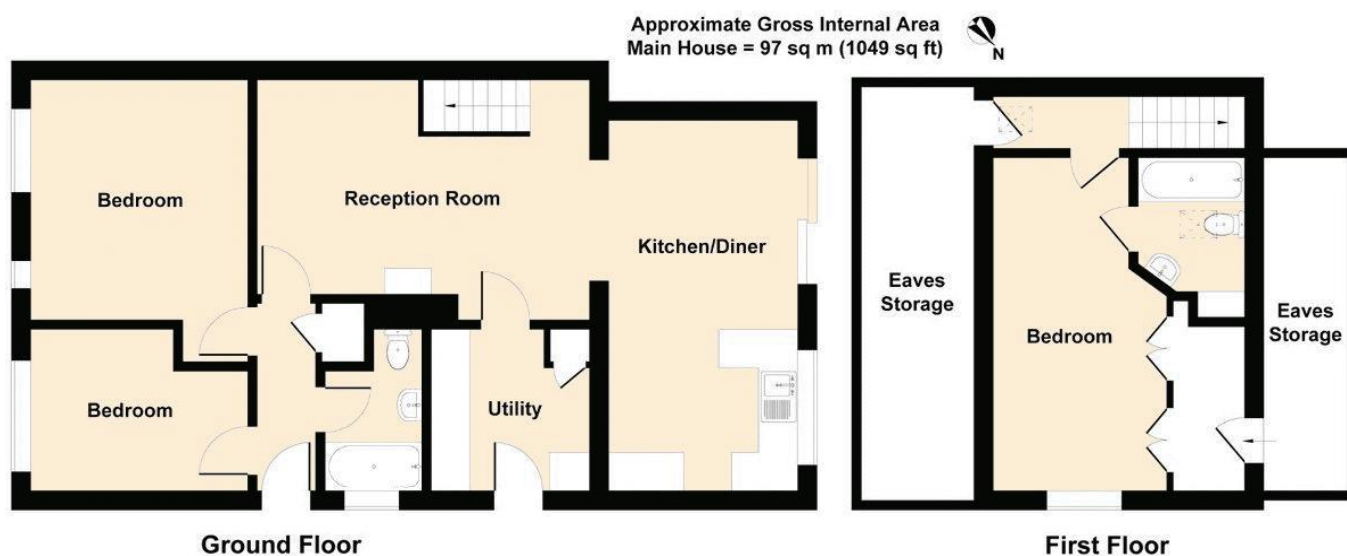 Approximate Gross Internal Area
Main House = 97 sq m (1049 sq ft)
N
Bedroom
Reception Room
Kitchen/Diner
Bedroom
Utility
Ground Floor
Eaves
Storage
Bedroom
Eaves
Storage
First Floor